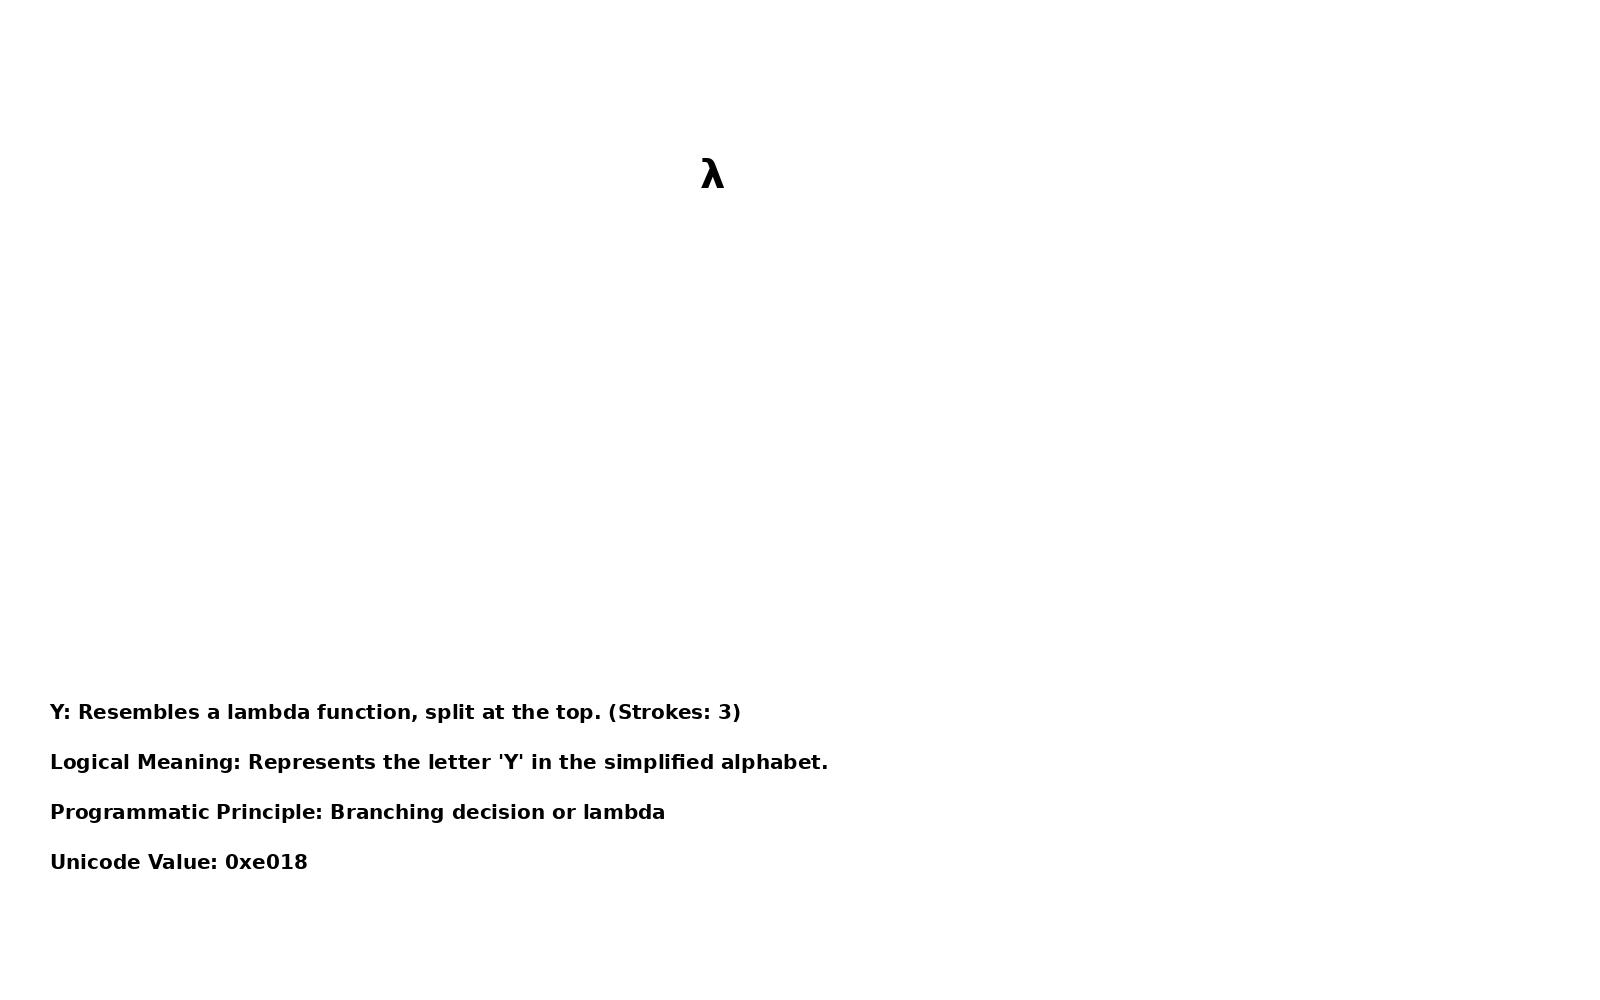 λ
Y: Resembles a lambda function, split at the top. (Strokes: 3)
Logical Meaning: Represents the letter 'Y' in the simplified alphabet.
Programmatic Principle: Branching decision or lambda
Unicode Value: 0xe018